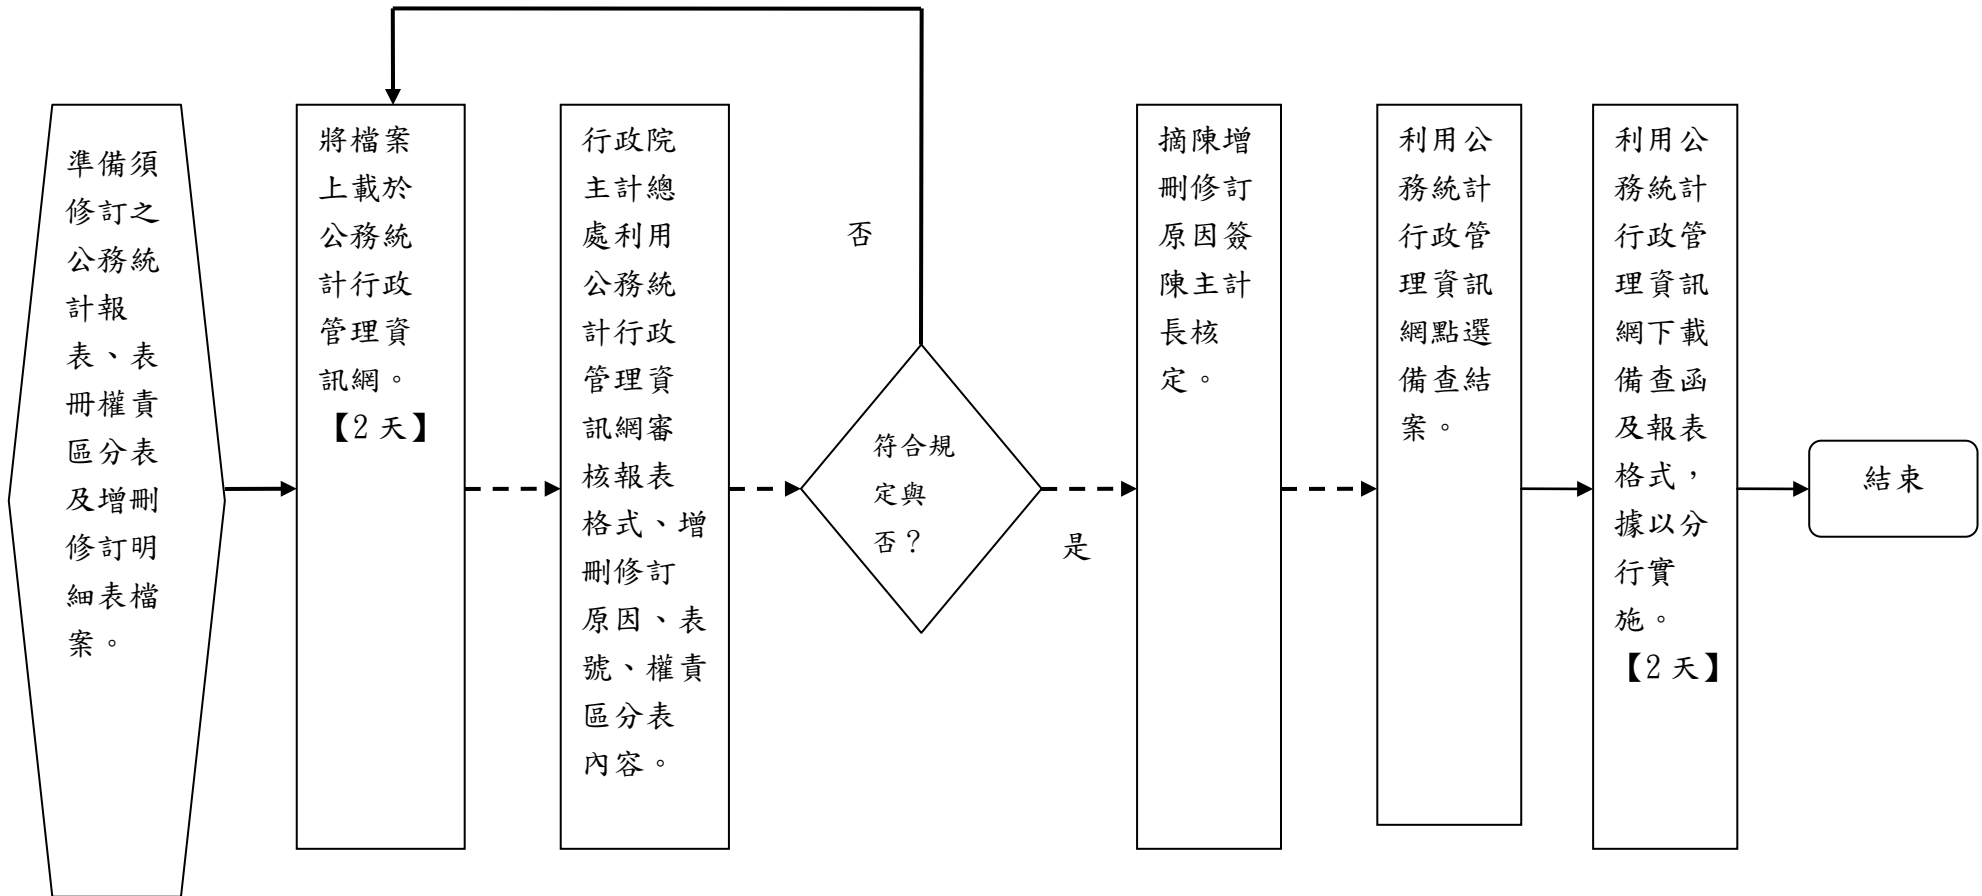 準備須
修訂之
公務統
計報
表、表
冊權責
區分表
及增刪
修訂明
細表檔
案。
將檔案
上載於
公務統
計行政
管理資
訊網。
【2 天】
行政院
主計總
處利用
公務統
計行政
管理資
訊網審
核報表
格式、增
刪修訂
原因、表
號、權責
區分表
內容。
否
符合規
定與
否？
是
摘陳增
刪修訂
原因簽
陳主計
長核
定。
利用公
務統計
行政管
理資訊
網點選
備查結
案。
利用公
務統計
行政管
理資訊
網下載
備查函
及報表
格式，
據以分
行實
施。
【2 天】
結束